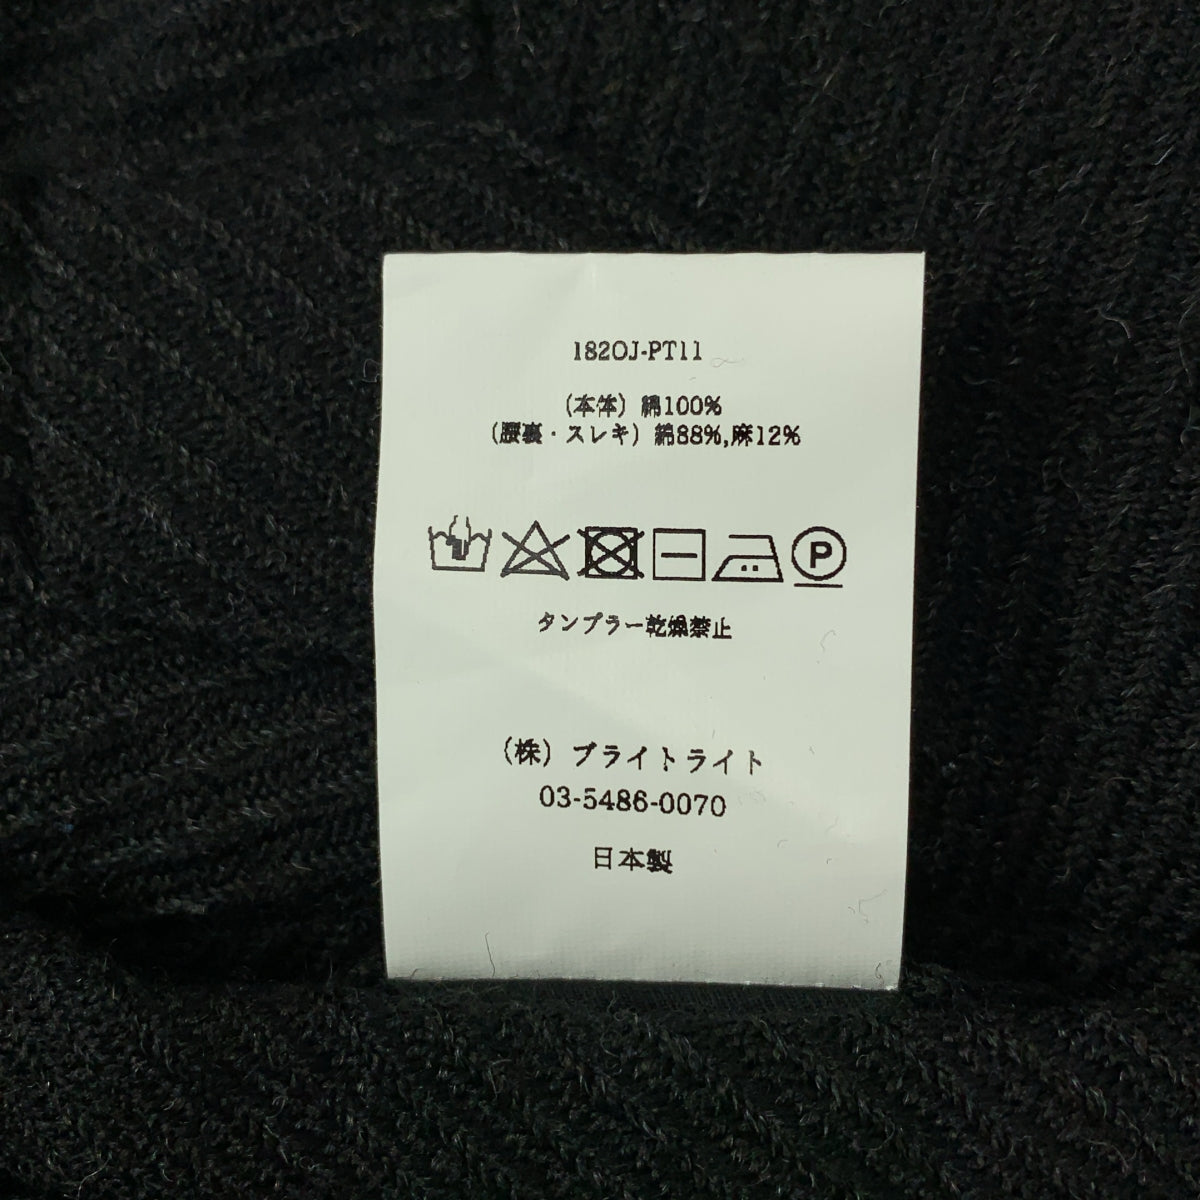 182OJ-PT11
(本体) 綿100%
(腰裏・スレキ) 綿88%,麻12%
P
タンブラー乾燥禁止
(株) ブライトライト
03-5486-0070
日本製